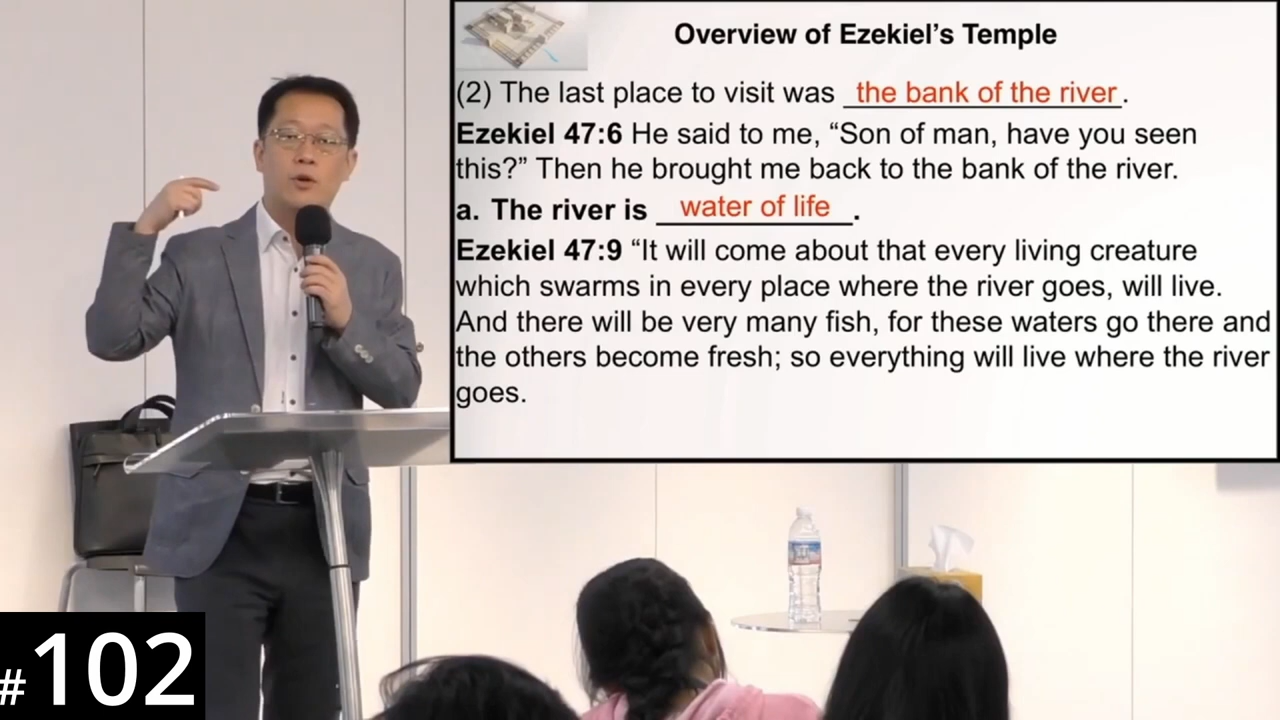 Overview of Ezekiel's Temple
(2) The last place to visit was the bank of the river.
Ezekiel 47:6 He said to me, “Son of man, have you seen
this?” Then he brought me back to the bank of the river.
a. The river is water of life.
Ezekiel 47:9 “It will come about that every living creature
which swarms in every place where the river goes, will live.
And there will be very many fish, for these waters go there and
the others become fresh; so everything will live where the river
goes.
#102